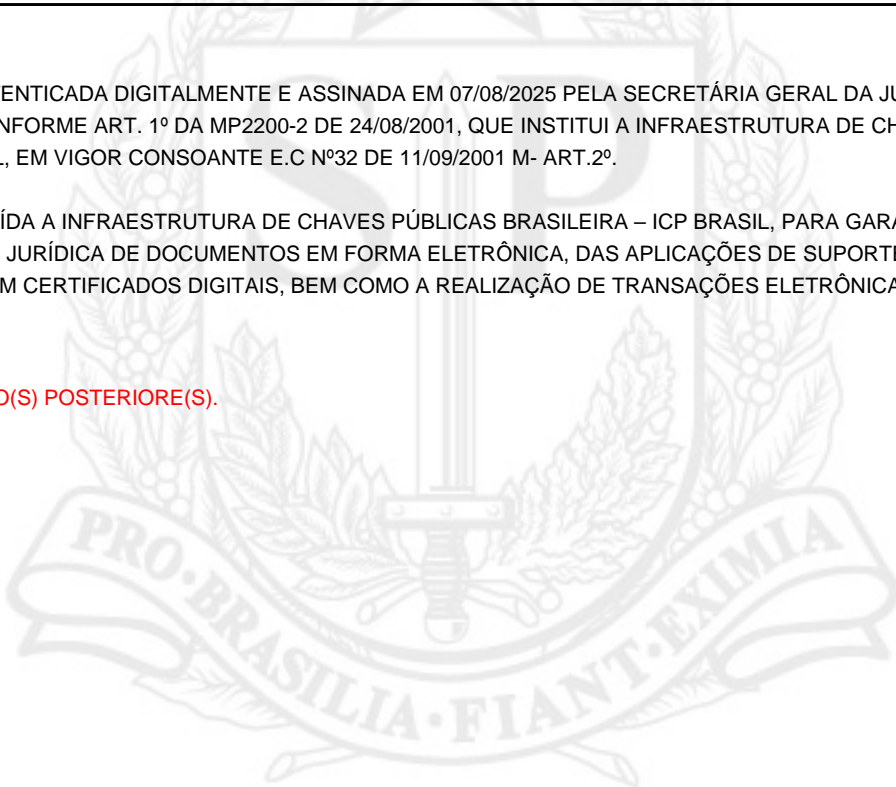 ENTICADA DIGITALMENTE E ASSINADA EM 07/08/2025 PELA SECRETÁRIA GERAL DA JU
NFORME ART. 1º DA MP2200-2 DE 24/08/2001, QUE INSTITUI A INFRAESTRUTURA DE CH
L, EM VIGOR CONSOANTE E.C Nº32 DE 11/09/2001 M- ART.2º.
ÍDA A INFRAESTRUTURA DE CHAVES PÚBLICAS BRASILEIRA – ICP BRASIL, PARA GARA
JURÍDICA DE DOCUMENTOS EM FORMA ELETRÔNICA, DAS APLICAÇÕES DE SUPORTE
M CERTIFICADOS DIGITAIS, BEM COMO A REALIZAÇÃO DE TRANSAÇÕES ELETRÔNICA
O(S) POSTERIORE(S).
SP
PRO·BRASILIA·FIANT·EXIMIA